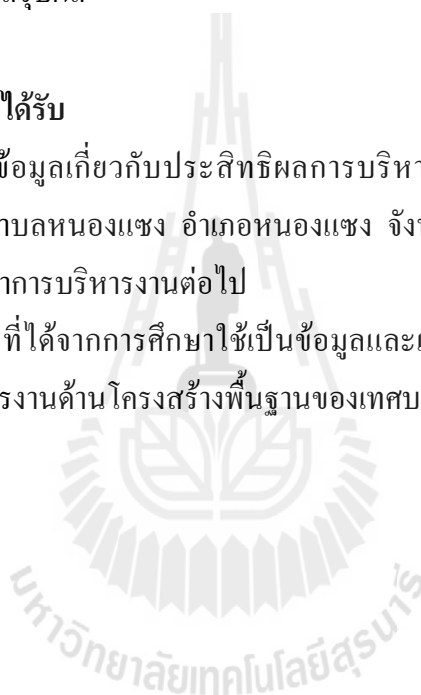 ได้รับ
ข้อมูลเกี่ยวกับประสิทธิผลการบริหา
าบลหนองแซง อำเภอหนองแซง จัง
าการบริหารงานต่อไป
ที่ได้จากการศึกษาใช้เป็นข้อมูลและแ
รงานด้านโครงสร้างพื้นฐานของเทศบ
มหาวิทยาลัยเทคโนโลยีสุรนารี